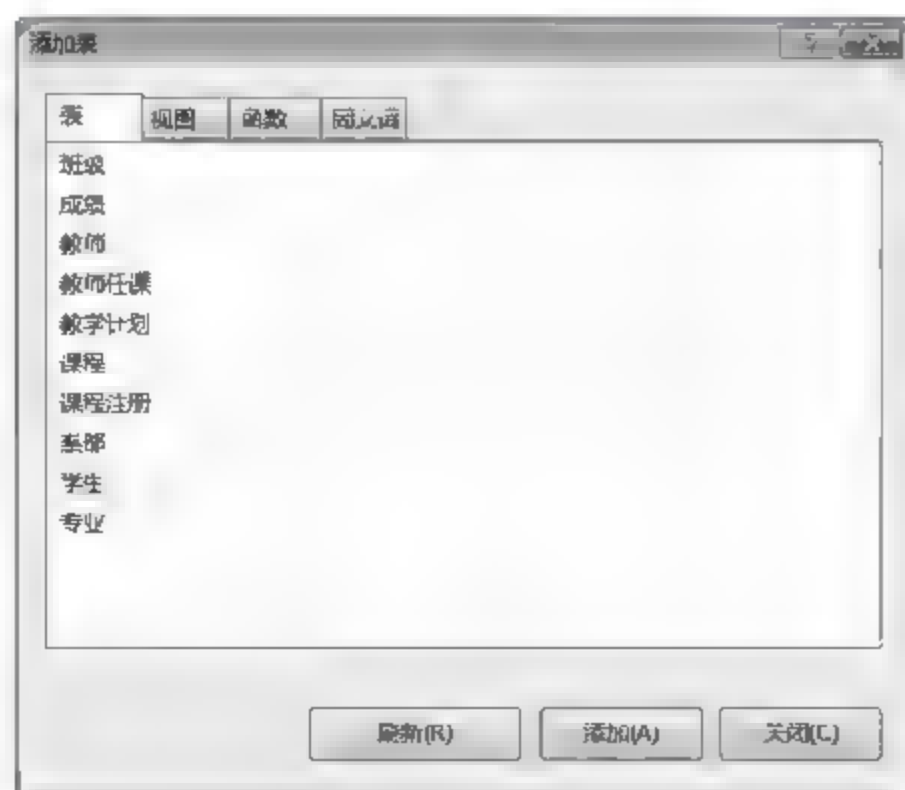 添加表
表 视图 函数 同义词
班级
成绩
教师
教师任课
教学计划
课程
课程注册
系部
学生
专业
刷新(R) 添加(A) 关闭(C)